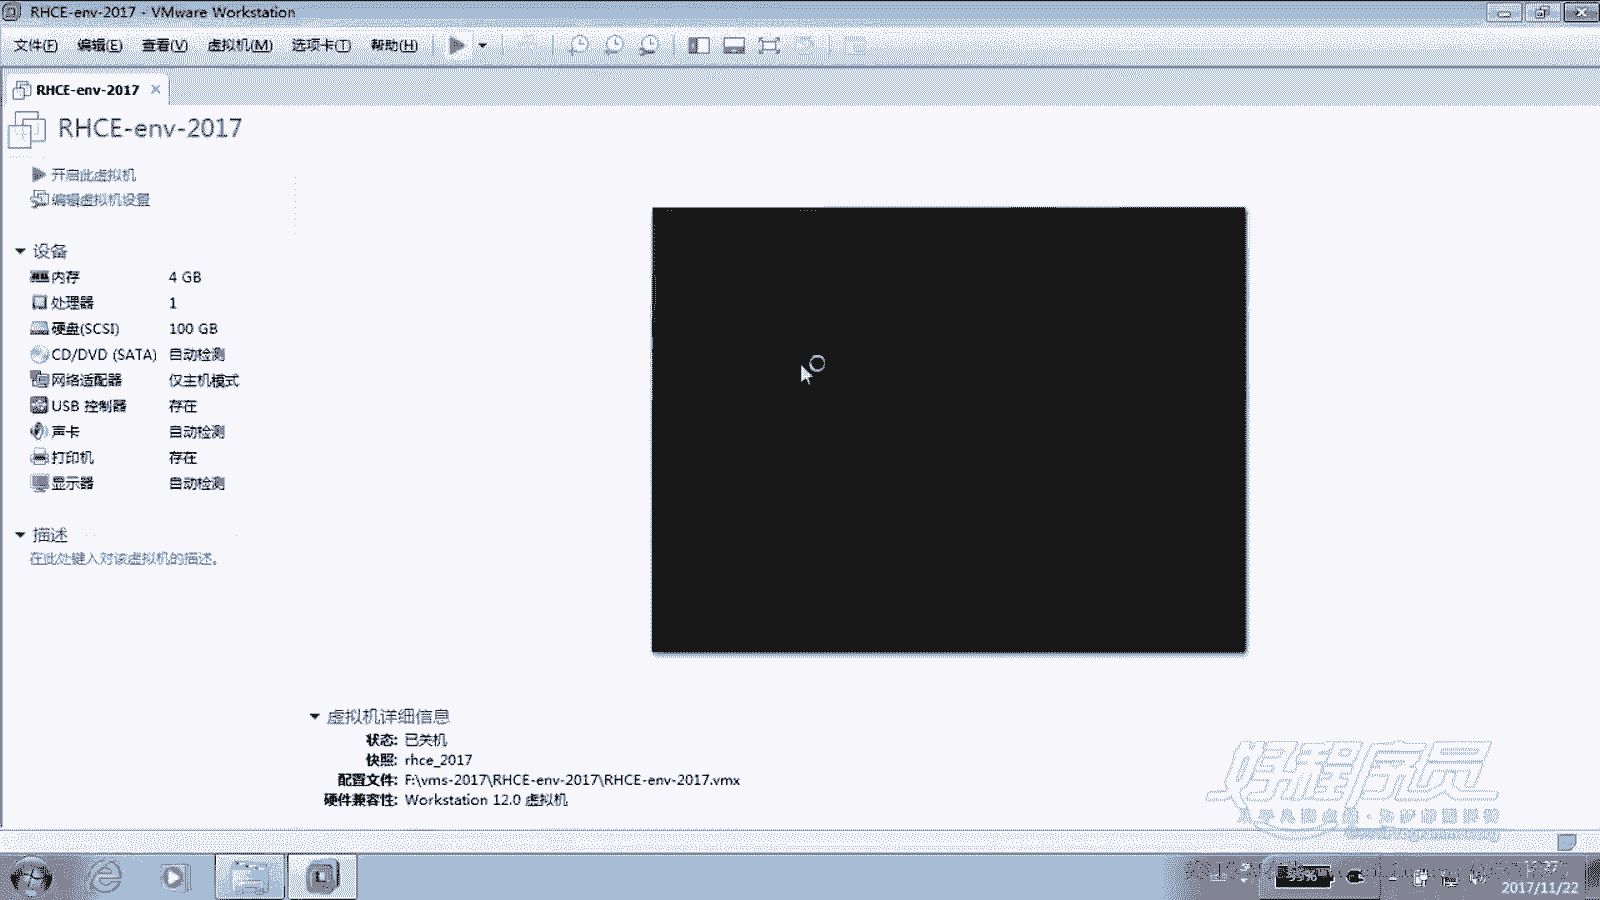 RHCE-env-2017 - VMware Workstation
文件(F) 编辑(E) 查看(V) 虚拟机(M) 选项卡(T) 帮助(H)
RHCE-env-2017
RHCE-env-2017
开启此虚拟机
编辑虚拟机设置
设备
内存 4 GB
处理器 1
硬盘(SCSI) 100 GB
CD/DVD (SATA) 自动检测
网络适配器 仅主机模式
USB 控制器 存在
声卡 自动检测
打印机 存在
显示器 自动检测
描述
在此处键入对该虚拟机的描述。
虚拟机详细信息
状态: 已关机
快照: rhce_2017
配置文件: F:\vms-2017\RHCE-env-2017\RHCE-env-2017.vmx
硬件兼容性: Workstation 12.0 虚拟机
好程序员
2017/11/22